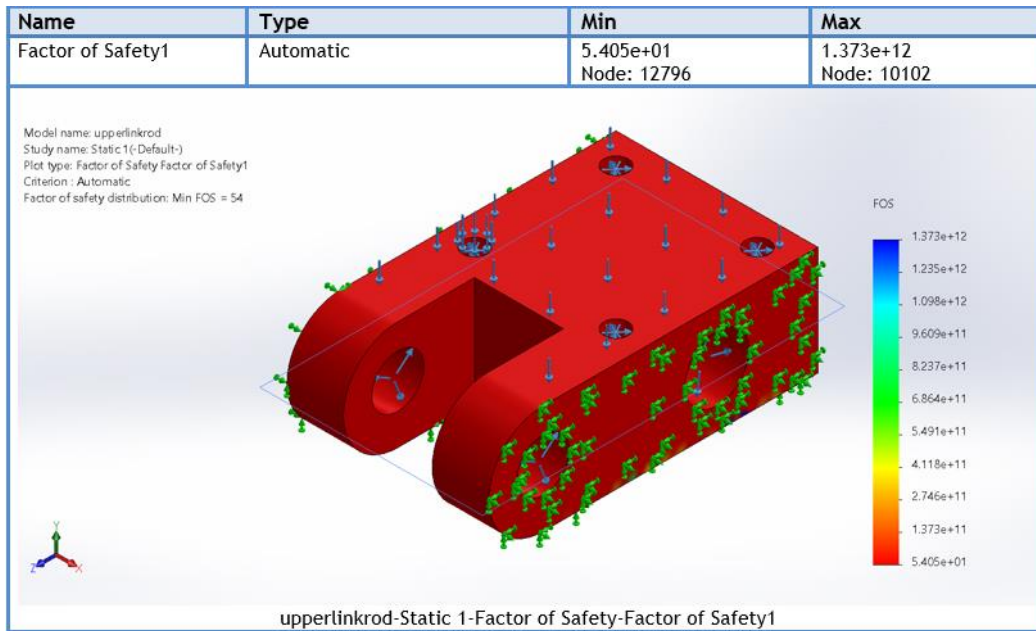 Name Type Min Max
Factor of Safety1 Automatic 5.405e+01 1.373e+12
Node: 12796 Node: 10102
Model name: upperlinkrod
Study name: Static 1(-Default-)
Plot type: Factor of Safety Factor of Safety1
Criterion : Automatic
Factor of safety distribution: Min FOS = 54
FOS
1.373e+12
1.235e+12
1.098e+12
9.609e+11
8.237e+11
6.864e+11
5.491e+11
4.118e+11
2.746e+11
1.373e+11
5.405e+01
Y
Z
X
upperlinkrod-Static 1-Factor of Safety-Factor of Safety1